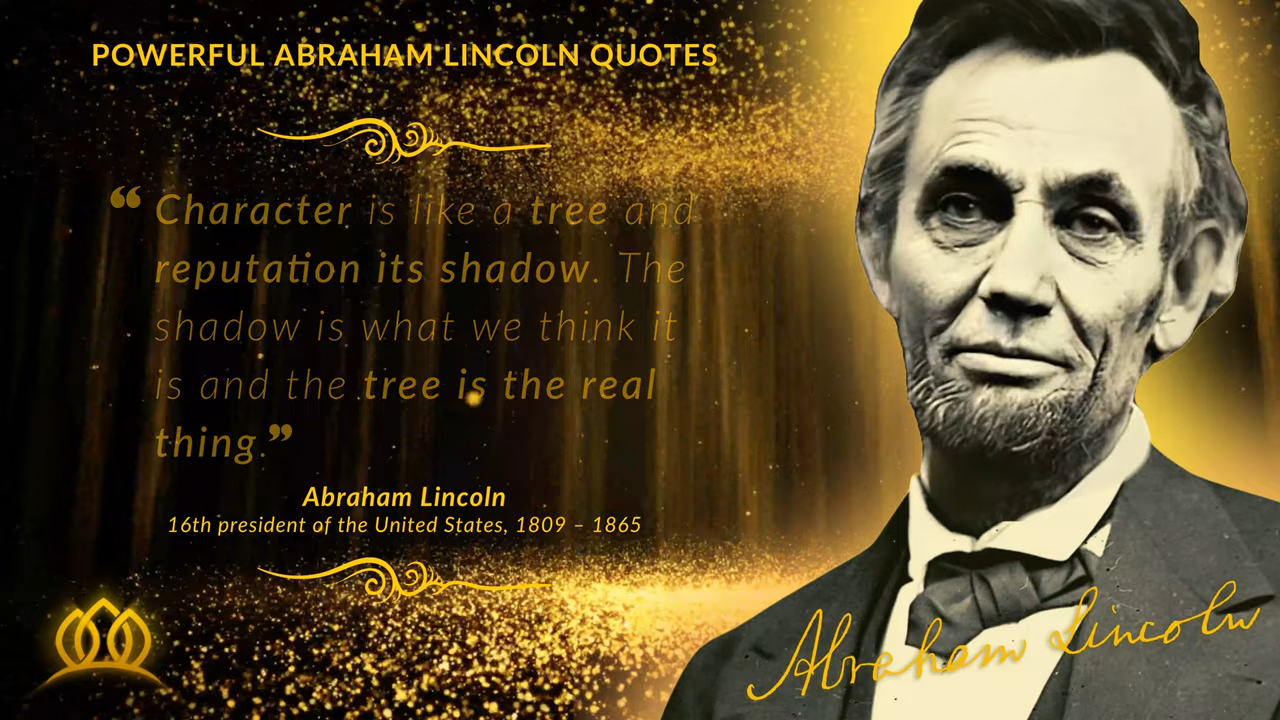 POWERFUL ABRAHAM LINCOLN QUOTES
“Character is like a tree and
reputation its shadow. The
shadow is what we think it
is and the tree is the real
thing.”
Abraham Lincoln
16th president of the United States, 1809 – 1865
Abraham Lincoln